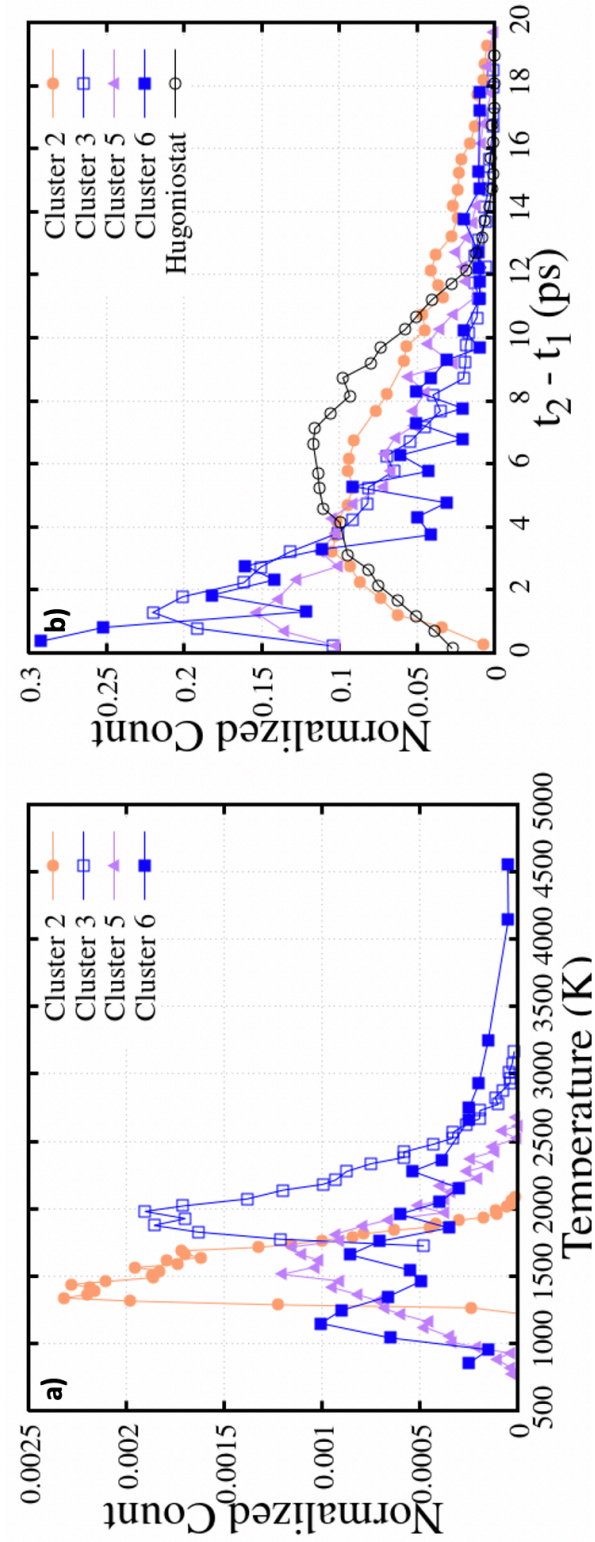 a)
Normalized Count
0.0025
0.002
0.0015
0.001
0.0005
0
500 1000 1500 2000 2500 3000 3500 4000 4500 5000
Temperature (K)
Cluster 2
Cluster 3
Cluster 5
Cluster 6
b)
Normalized Count
0.3
0.25
0.2
0.15
0.1
0.05
0
0 2 4 6 8 10 12 14 16 18 20
t2 - t1 (ps)
Cluster 2
Cluster 3
Cluster 5
Cluster 6
Hugoniostat